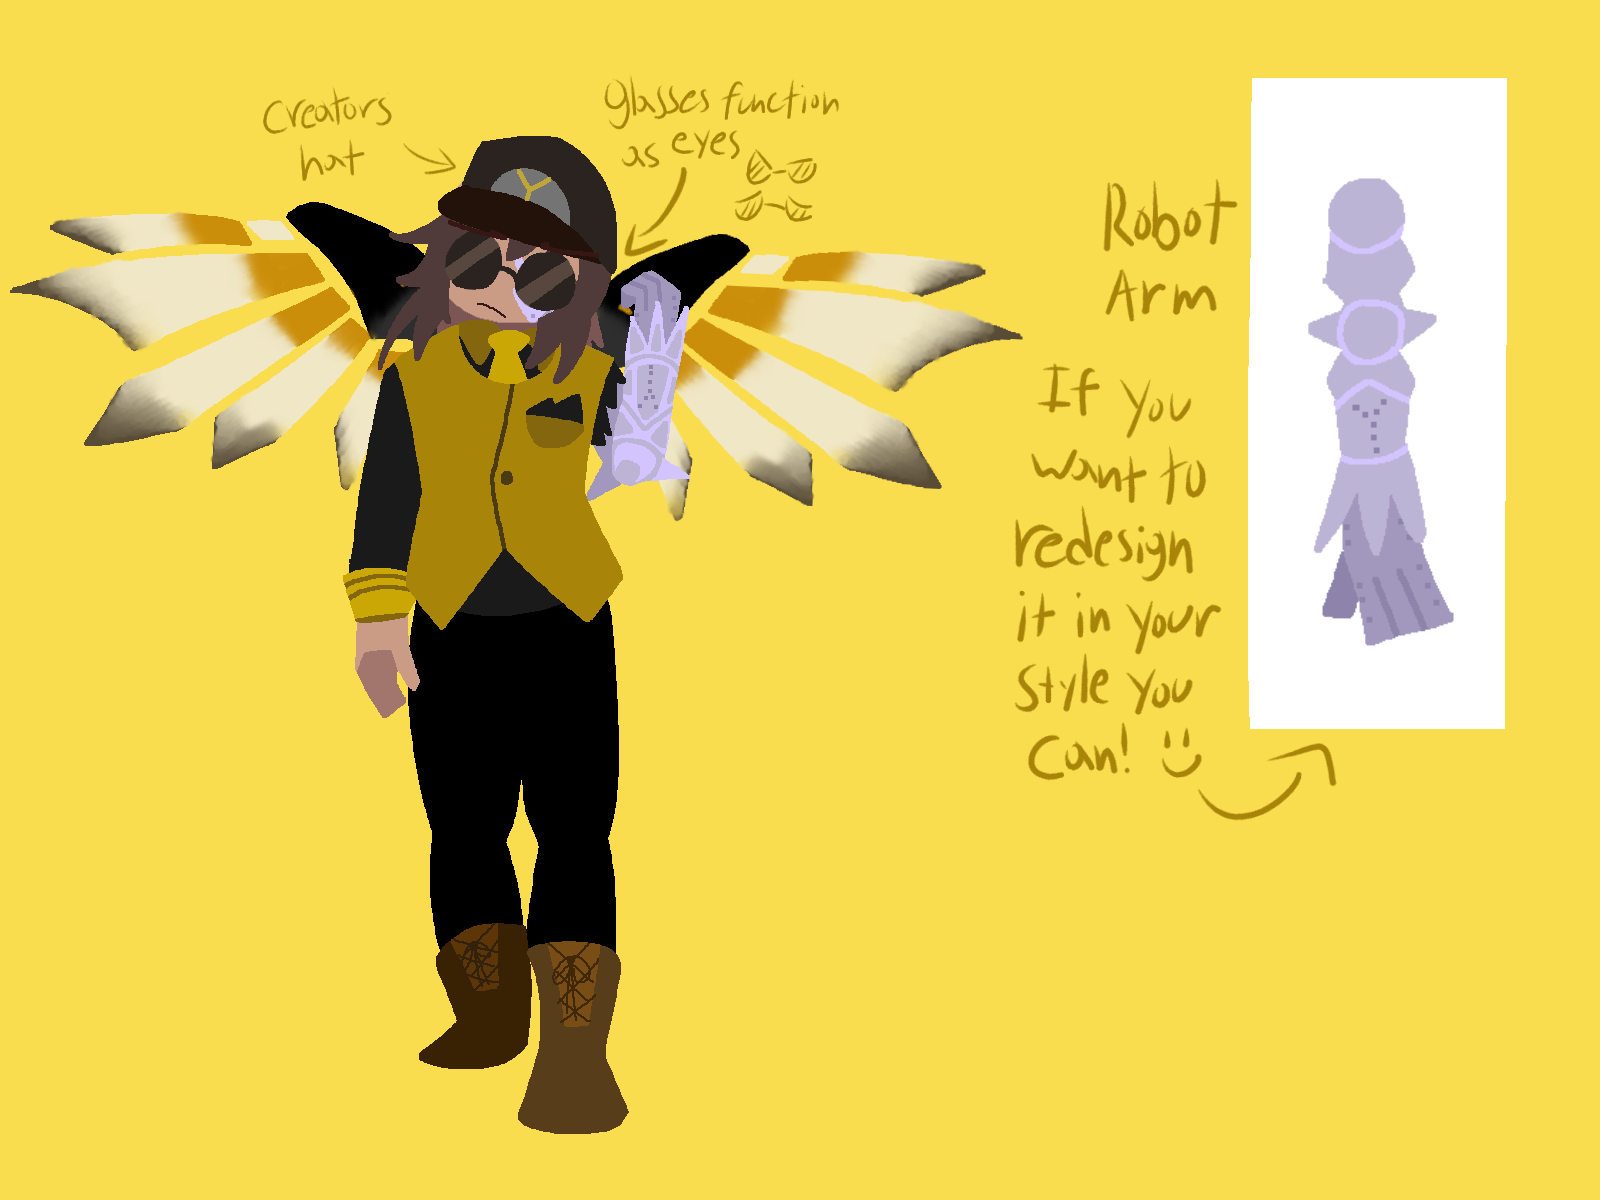 Creators
hat
glasses function
as eyes
Robot
Arm
If you
want to
redesign
it in your
style you
can! :)